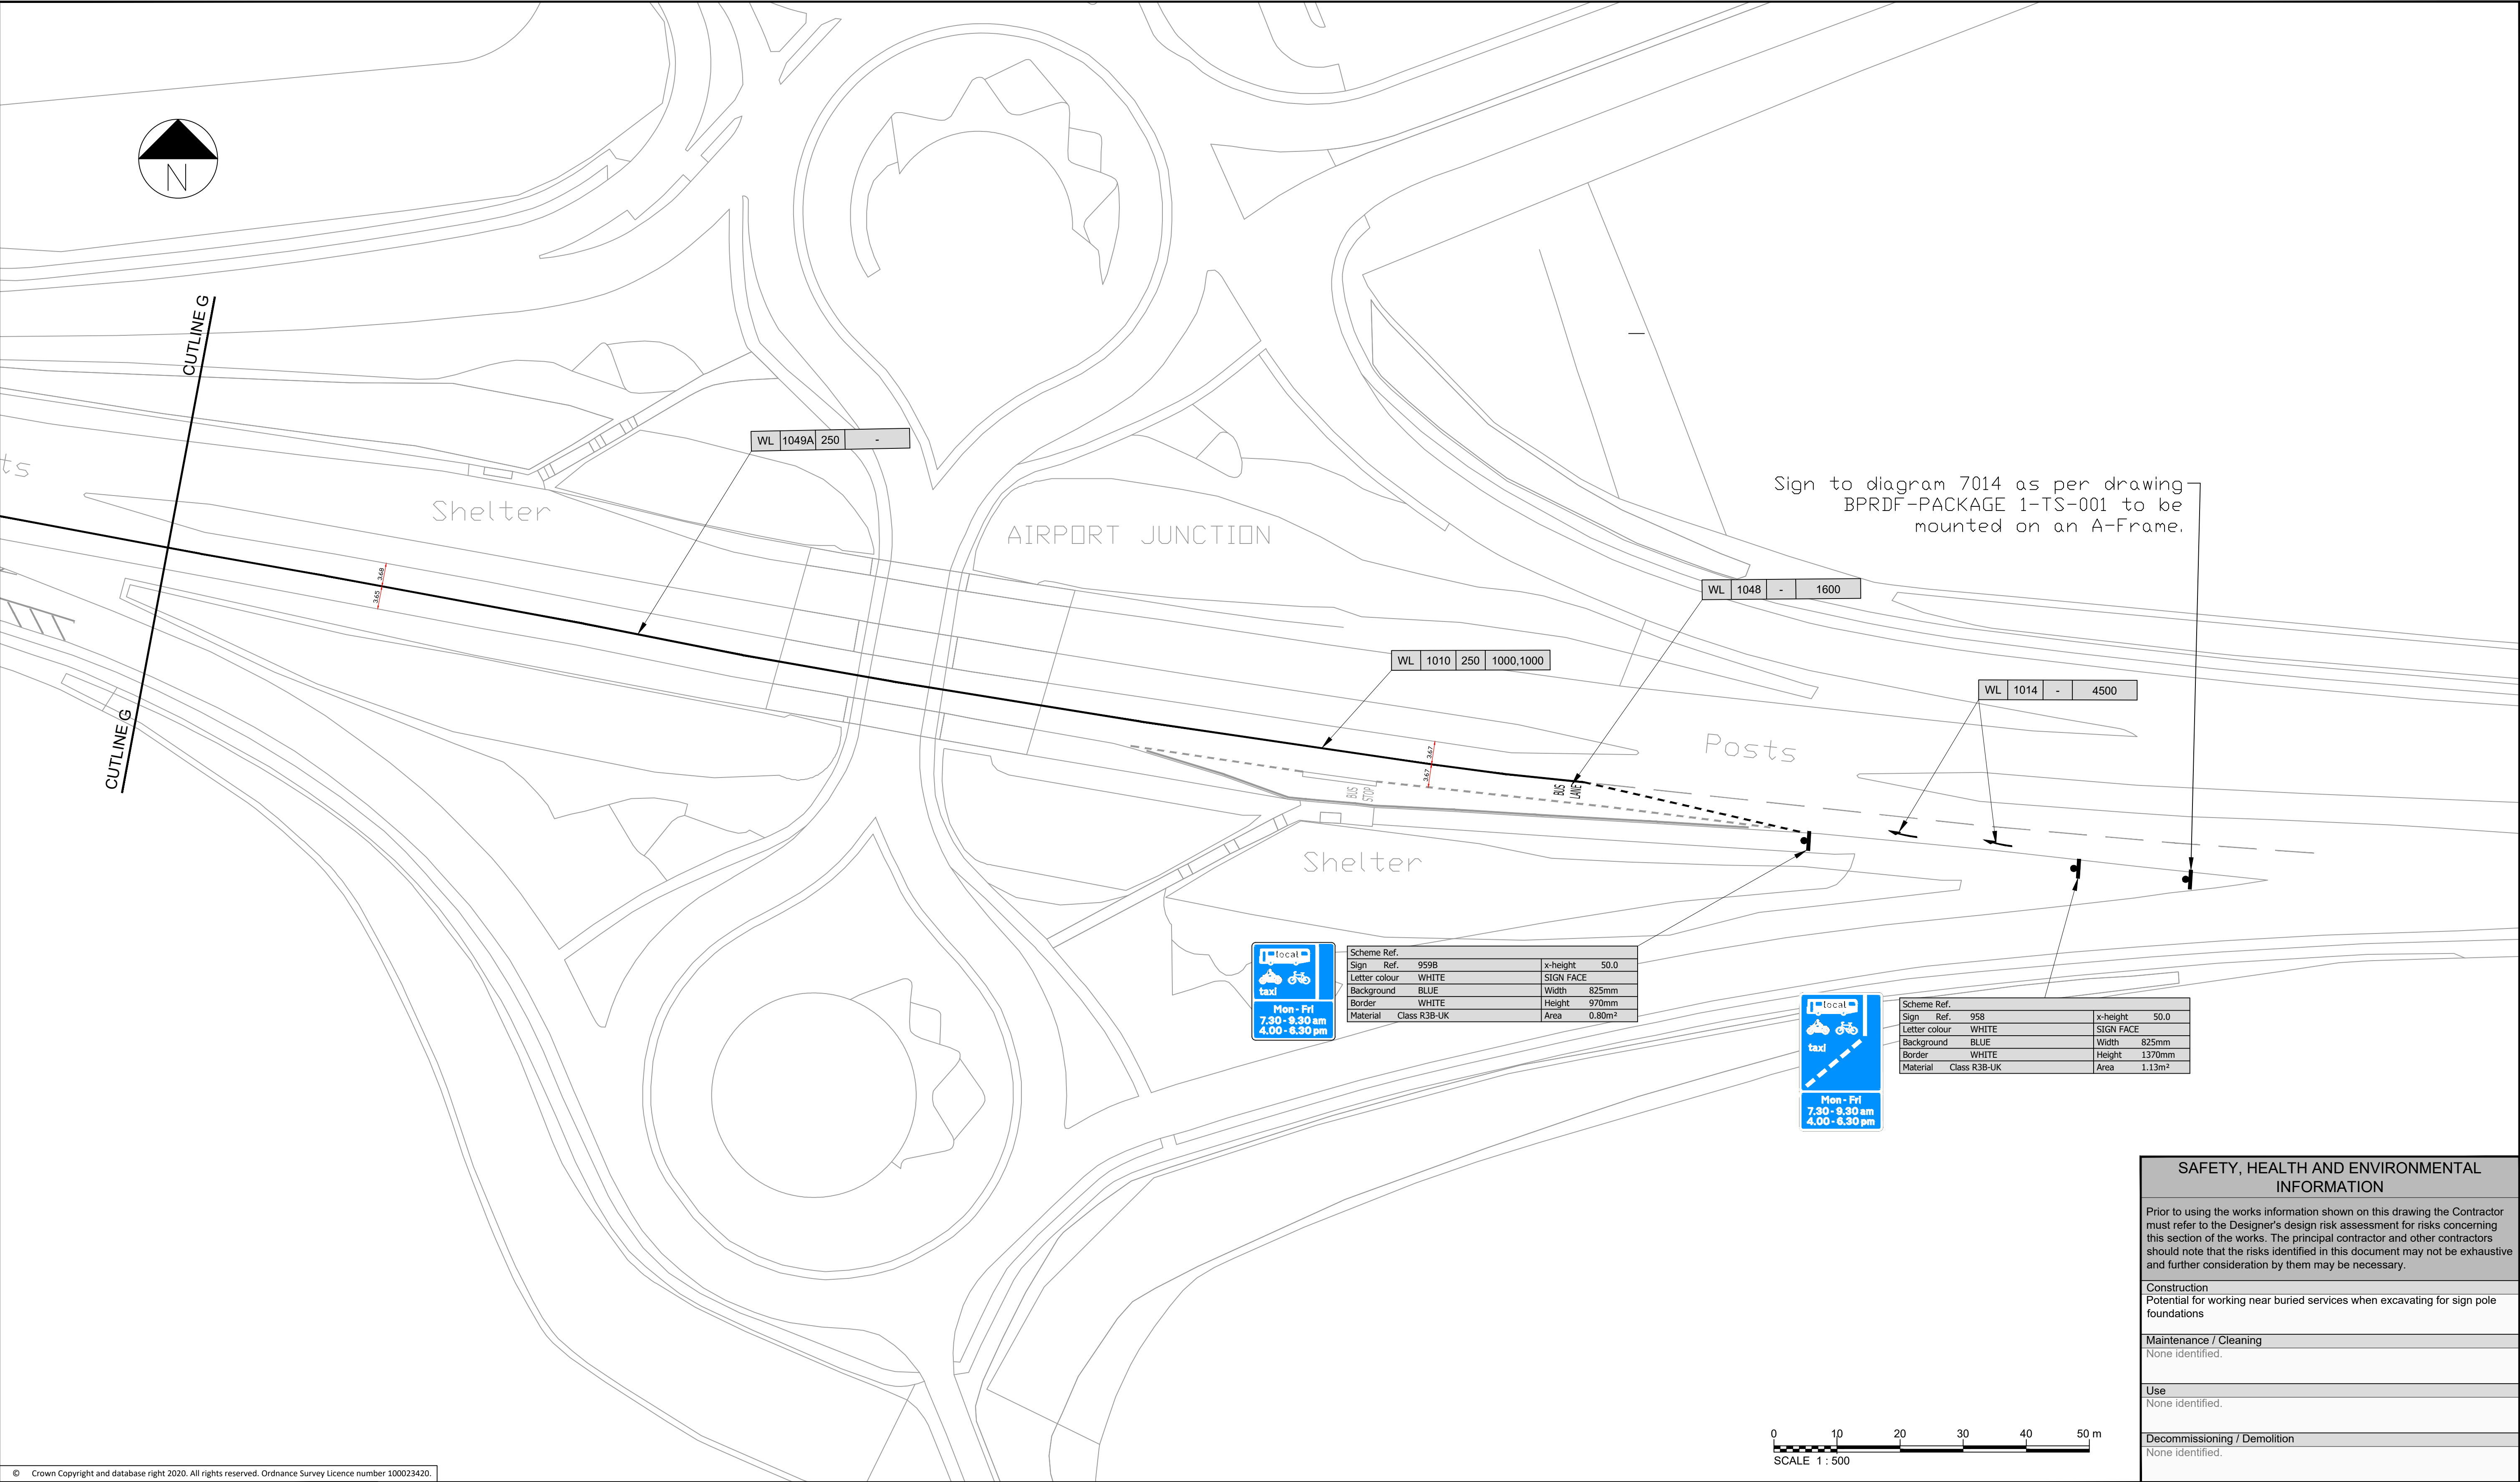 N
CUTLINE G
CUTLINE G
ts
Shelter
WL 1049A 250 -
3.68
3.65
AIRPORT JUNCTION
Sign to diagram 7014 as per drawing
BPRDF-PACKAGE 1-TS-001 to be
mounted on an A-Frame.
WL 1048 - 1600
WL 1010 250 1000,1000
WL 1014 - 4500
Posts
3.67
3.67
BUS
STOP
BUS
LANE
Shelter
local
taxi
Mon - Fri
7.30 - 9.30 am
4.00 - 6.30 pm
Scheme Ref.
Sign Ref. 959B x-height 50.0
Letter colour WHITE SIGN FACE
Background BLUE Width 825mm
Border WHITE Height 970mm
Material Class R3B-UK Area 0.80m²
local
taxi
Mon - Fri
7.30 - 9.30 am
4.00 - 6.30 pm
Scheme Ref.
Sign Ref. 958 x-height 50.0
Letter colour WHITE SIGN FACE
Background BLUE Width 825mm
Border WHITE Height 1370mm
Material Class R3B-UK Area 1.13m²
SAFETY, HEALTH AND ENVIRONMENTAL
INFORMATION
Prior to using the works information shown on this drawing the Contractor
must refer to the Designer's design risk assessment for risks concerning
this section of the works. The principal contractor and other contractors
should note that the risks identified in this document may not be exhaustive
and further consideration by them may be necessary.
Construction
Potential for working near buried services when excavating for sign pole
foundations
Maintenance / Cleaning
None identified.
Use
None identified.
Decommissioning / Demolition
None identified.
0 10 20 30 40 50 m
SCALE 1 : 500
© Crown Copyright and database right 2020. All rights reserved. Ordnance Survey Licence number 100023420.